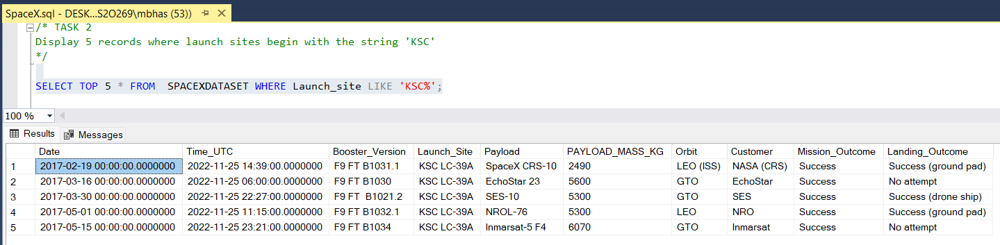 SpaceX.sql - DESK...S2O269\mbhas (53))
/* TASK 2
Display 5 records where launch sites begin with the string 'KSC'
*/
SELECT TOP 5 * FROM  SPACEXDATASET WHERE Launch_site LIKE 'KSC%';
100 %
Results Messages
Date Time_UTC Booster_Version Launch_Site Payload PAYLOAD_MASS_KG Orbit Customer Mission_Outcome Landing_Outcome
1 2017-02-19 00:00:00.0000000 2022-11-25 14:39:00.0000000 F9 FT B1031.1 KSC LC-39A SpaceX CRS-10 2490 LEO (ISS) NASA (CRS) Success Success (ground pad)
2 2017-03-16 00:00:00.0000000 2022-11-25 06:00:00.0000000 F9 FT B1030 KSC LC-39A EchoStar 23 5600 GTO EchoStar Success No attempt
3 2017-03-30 00:00:00.0000000 2022-11-25 22:27:00.0000000 F9 FT  B1021.2 KSC LC-39A SES-10 5300 GTO SES Success Success (drone ship)
4 2017-05-01 00:00:00.0000000 2022-11-25 11:15:00.0000000 F9 FT B1032.1 KSC LC-39A NROL-76 5300 LEO NRO Success Success (ground pad)
5 2017-05-15 00:00:00.0000000 2022-11-25 23:21:00.0000000 F9 FT B1034 KSC LC-39A Inmarsat-5 F4 6070 GTO Inmarsat Success No attempt